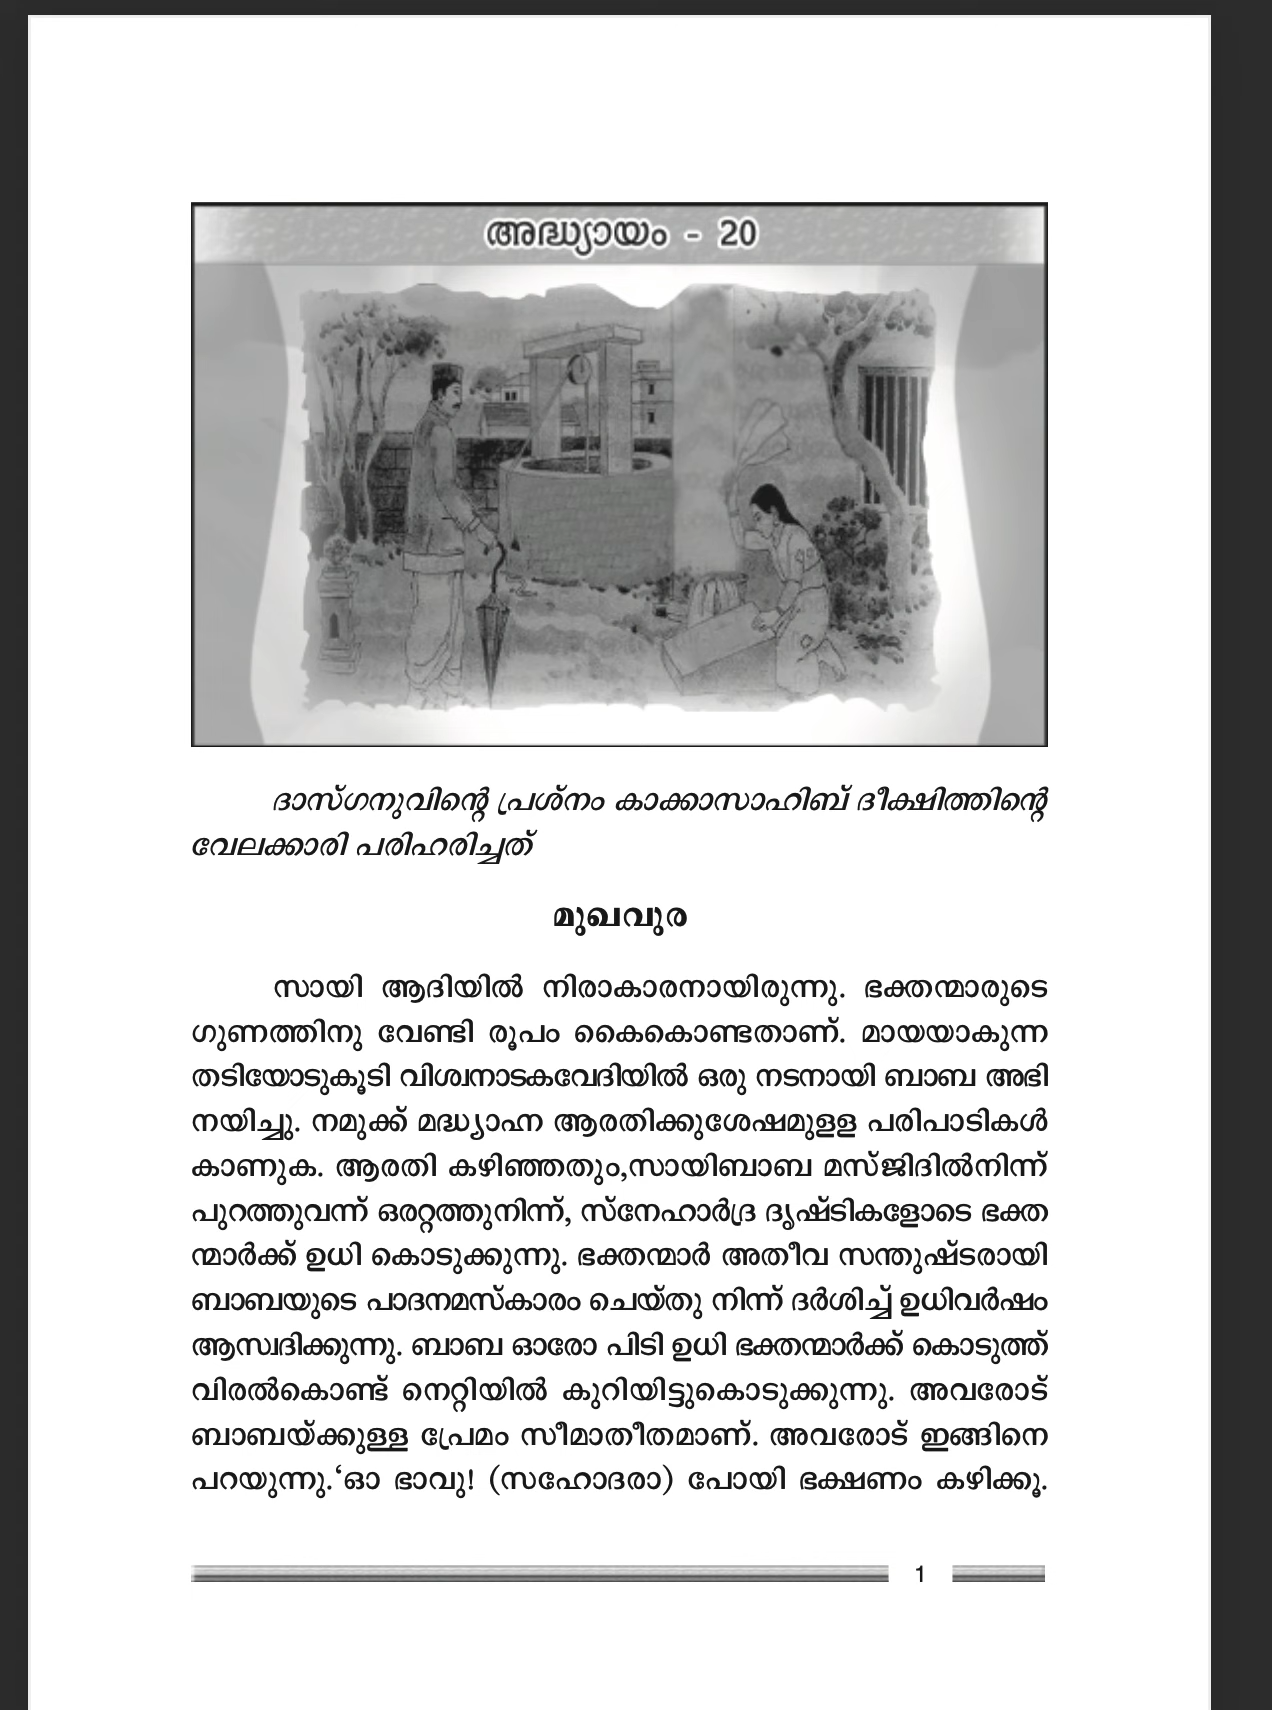 അദ്ധ്യായം - 20
ദാസ്ഗനുവിന്റെ പ്രശ്നം കാക്കാസാഹിബ് ദീക്ഷിത്തിന്റെ
വേലക്കാരി പരിഹരിച്ചത്
മുഖവുര
സായി ആദിയിൽ നിരാകാരനായിരുന്നു. ഭക്തന്മാരുടെ
ഗുണത്തിനു വേണ്ടി രൂപം കൈകൊണ്ടതാണ്. മായയാകുന്ന
തടിയോടുകൂടി വിശ്വനാടകവേദിയിൽ ഒരു നടനായി ബാബ അഭി
നയിച്ചു. നമുക്ക് മദ്ധ്യാഹ്ന ആരതിക്കുശേഷമുളള പരിപാടികൾ
കാണുക. ആരതി കഴിഞ്ഞതും,സായിബാബ മസ്ജിദിൽനിന്ന്
പുറത്തുവന്ന് ഒരറ്റത്തുനിന്ന്, സ്നേഹാർദ്ര ദൃഷ്ടികളോടെ ഭക്ത
ന്മാർക്ക് ഉധി കൊടുക്കുന്നു. ഭക്തന്മാർ അതീവ സന്തുഷ്ടരായി
ബാബയുടെ പാദനമസ്കാരം ചെയ്തു നിന്ന് ദർശിച്ച് ഉധിവർഷം
ആസ്വദിക്കുന്നു. ബാബ ഓരോ പിടി ഉധി ഭക്തന്മാർക്ക് കൊടുത്ത്
വിരൽകൊണ്ട് നെറ്റിയിൽ കുറിയിട്ടുകൊടുക്കുന്നു. അവരോട്
ബാബയ്ക്കുള്ള പ്രേമം സീമാതീതമാണ്. അവരോട് ഇങ്ങിനെ
പറയുന്നു.‘ഓ ഭാവു! (സഹോദരാ) പോയി ഭക്ഷണം കഴിക്കൂ.
1